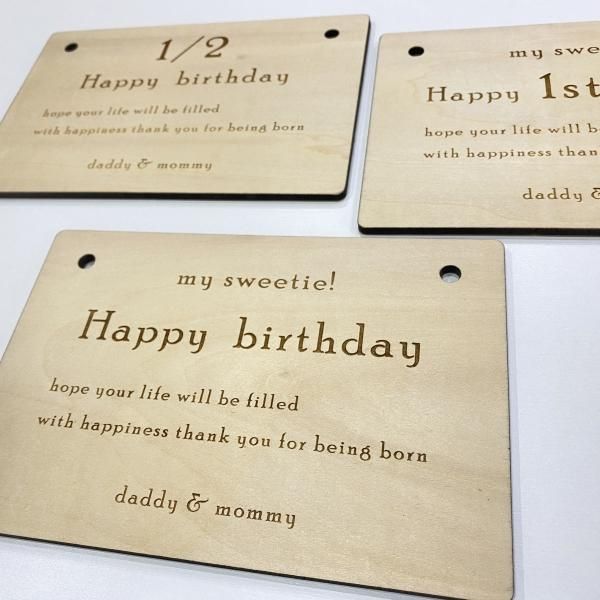 1/2
Happy birthday
hope your life will be filled
with happiness thank you for being born
daddy & mommy
my swe
Happy 1st
hope your life will b
with happiness than
daddy &
my sweetie!
Happy birthday
hope your life will be filled
with happiness thank you for being born
daddy & mommy